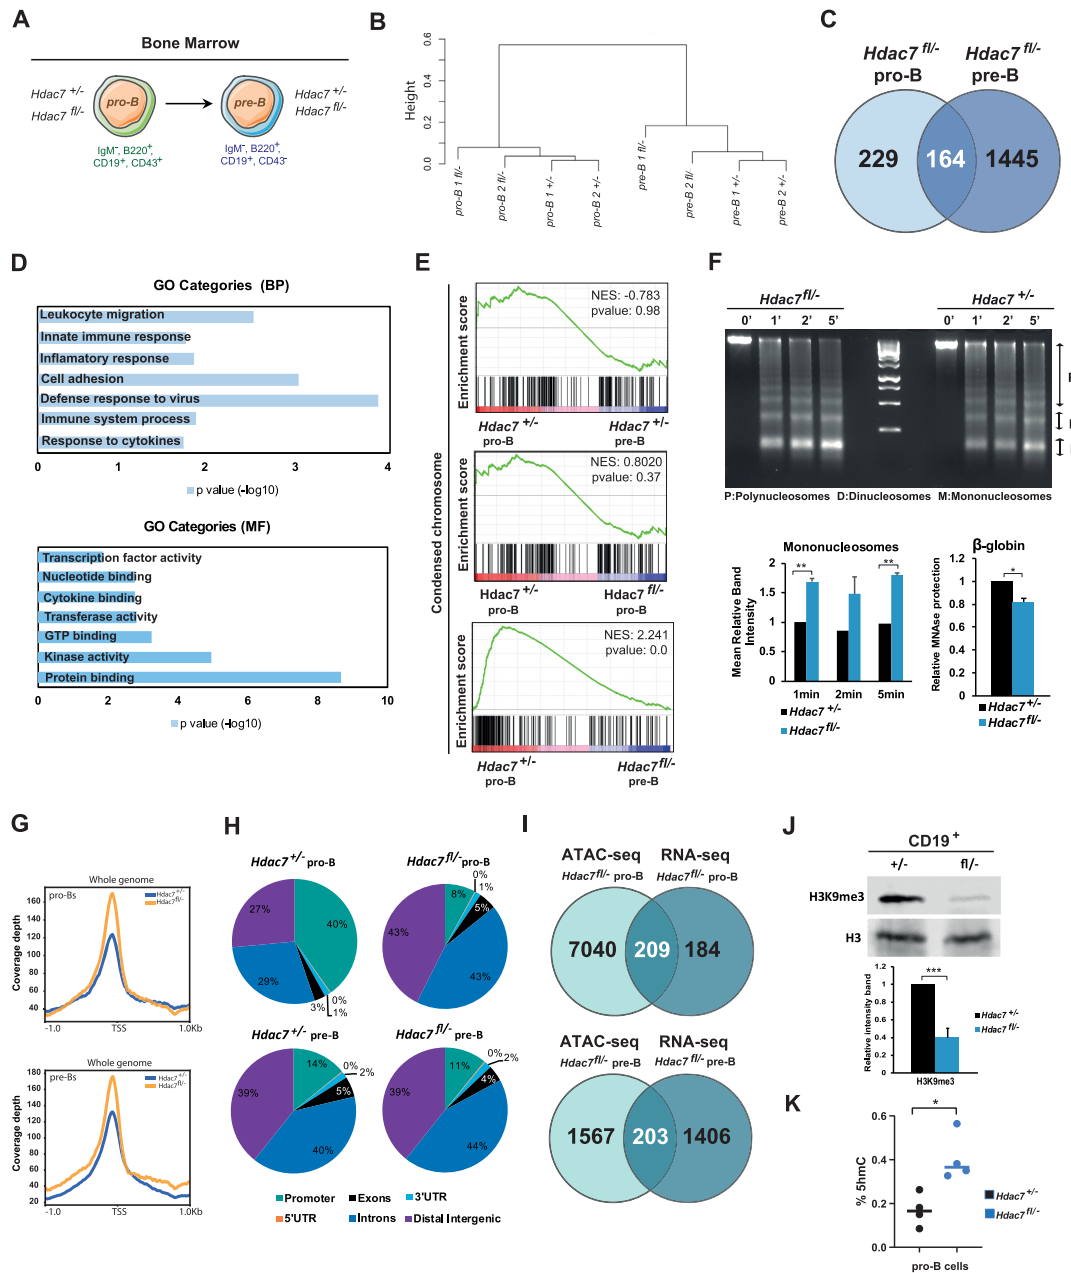 A
Bone Marrow
Hdac7 +/-
Hdac7 fl/-
pro-B
pre-B
Hdac7 +/-
Hdac7 fl/-
IgM-, B220+,
CD19+, CD43+
IgM-, B220+,
CD19+, CD43-
B
Height
0.6
0.4
0.2
0.0
pro-B 1 fl/-
pro-B 2 fl/-
pro-B 1 +/-
pro-B 2 +/-
pre-B 1 fl/-
pre-B 2 fl/-
pre-B 1 +/-
pre-B 2 +/-
C
Hdac7 fl/-
pro-B
Hdac7 fl/-
pre-B
229
164
1445
D
GO Categories (BP)
Leukocyte migration
Innate immune response
Inflamatory response
Cell adhesion
Defense response to virus
Immune system process
Response to cytokines
0 1 2 3 4
p value (-log10)
GO Categories (MF)
Transcription factor activity
Nucleotide binding
Cytokine binding
Transferase activity
GTP binding
Kinase activity
Protein binding
0 2 4 6 8 10
p value (-log10)
E
Condensed chromosome
Enrichment score
NES: -0.783
pvalue: 0.98
Hdac7 +/-
pro-B
Hdac7 +/-
pre-B
Enrichment score
NES: 0.8020
pvalue: 0.37
Hdac7 +/-
pro-B
Hdac7 fl/-
pro-B
Enrichment score
NES: 2.241
pvalue: 0.0
Hdac7 +/-
pro-B
Hdac7 fl/-
pre-B
F
Hdac7 fl/-
Hdac7 +/-
0' 1' 2' 5'
0' 1' 2' 5'
P:Polynucleosomes D:Dinucleosomes M:Mononucleosomes
Mononucleosomes
Mean Relative Band
Intensity
2
1.5
1
0.5
0
**
**
1min 2min 5min
Hdac7 +/-
Hdac7 fl/-
β-globin
Relative MNAse protection
1.2
1
0.8
0.6
0.4
0.2
0
*
Hdac7 +/-
Hdac7 fl/-
G
Whole genome
pro-Bs
Hdac7 +/-
Hdac7 fl/-
Coverage depth
160
140
120
100
80
60
40
-1.0 TSS 1.0Kb
Whole genome
pre-Bs
Hdac7 +/-
Hdac7 fl/-
Coverage depth
180
160
140
120
100
80
60
40
20
-1.0 TSS 1.0Kb
H
Hdac7 +/- pro-B
27%
40%
29%
3%
0%
1%
Hdac7 fl/- pro-B
8%
0%
1%
5%
43%
43%
Hdac7 +/- pre-B
14%
0%
2%
5%
39%
40%
Hdac7 fl/- pre-B
11%
0%
2%
4%
39%
44%
Promoter Exons 3'UTR
5'UTR Introns Distal Intergenic
I
ATAC-seq
Hdac7 fl/- pro-B
RNA-seq
Hdac7 fl/- pro-B
7040
209
184
ATAC-seq
Hdac7 fl/- pre-B
RNA-seq
Hdac7 fl/- pre-B
1567
203
1406
J
CD19 +
+/- fl/-
H3K9me3
H3
Relative intensity band
1.2
1
0.8
0.6
0.4
0.2
0
***
H3K9me3
Hdac7 +/-
Hdac7 fl/-
K
% 5hmC
0.6
0.4
0.2
0.0
*
pro-B cells
Hdac7 +/-
Hdac7 fl/-